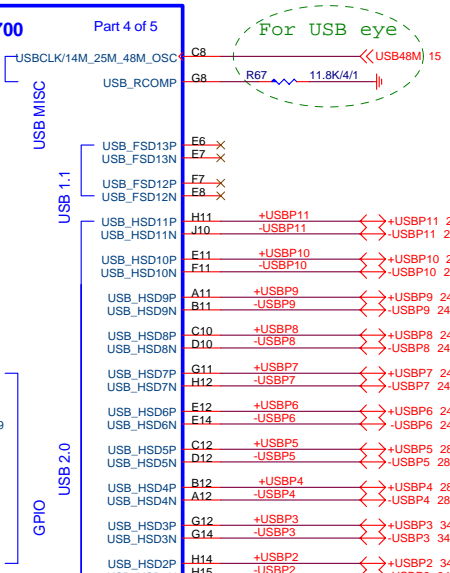 700 Part 4 of 5
For USB eye
USBCLK/14M_25M_48M_OSC C8 USB48M 15
USB_RCOMP G8 R67 11.8K/4/1
USB MISC
USB_FSD13P E6
USB_FSD13N E7
USB_FSD12P F7
USB_FSD12N E8
USB 1.1
USB_HSD11P H11 +USBP11 +USBP11 2
USB_HSD11N J10 -USBP11 -USBP11 2
USB_HSD10P E11 +USBP10 +USBP10 2
USB_HSD10N F11 -USBP10 -USBP10 2
USB_HSD9P A11 +USBP9 +USBP9 24
USB_HSD9N B11 -USBP9 -USBP9 24
USB_HSD8P C10 +USBP8 +USBP8 24
USB_HSD8N D10 -USBP8 -USBP8 24
USB_HSD7P G11 +USBP7 +USBP7 24
USB_HSD7N H12 -USBP7 -USBP7 24
USB_HSD6P E12 +USBP6 +USBP6 24
USB_HSD6N E14 -USBP6 -USBP6 24
USB_HSD5P C12 +USBP5 +USBP5 28
USB_HSD5N D12 -USBP5 -USBP5 28
USB 2.0
USB_HSD4P B12 +USBP4 +USBP4 28
USB_HSD4N A12 -USBP4 -USBP4 28
GPIO
USB_HSD3P G12 +USBP3 +USBP3 34
USB_HSD3N G14 -USBP3 -USBP3 34
USB_HSD2P H14 +USBP2 +USBP2 34
H15 -USBP2